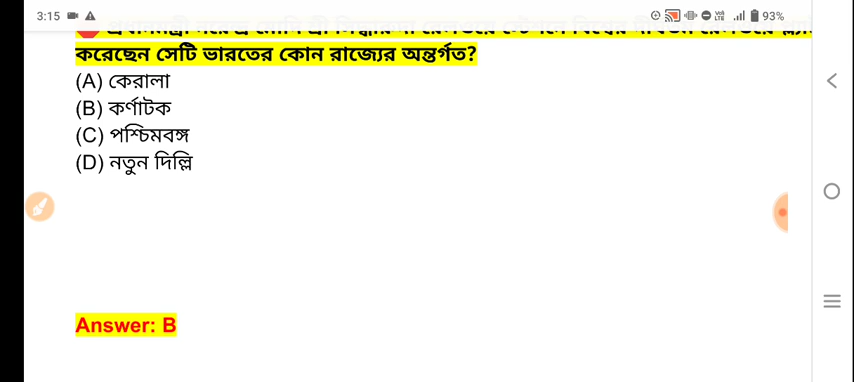 3:15
93%
করেছেন সেটি ভারতের কোন রাজ্যের অন্তর্গত?
(A) কেরালা
(B) কর্ণাটক
(C) পশ্চিমবঙ্গ
(D) নতুন দিল্লি
Answer: B